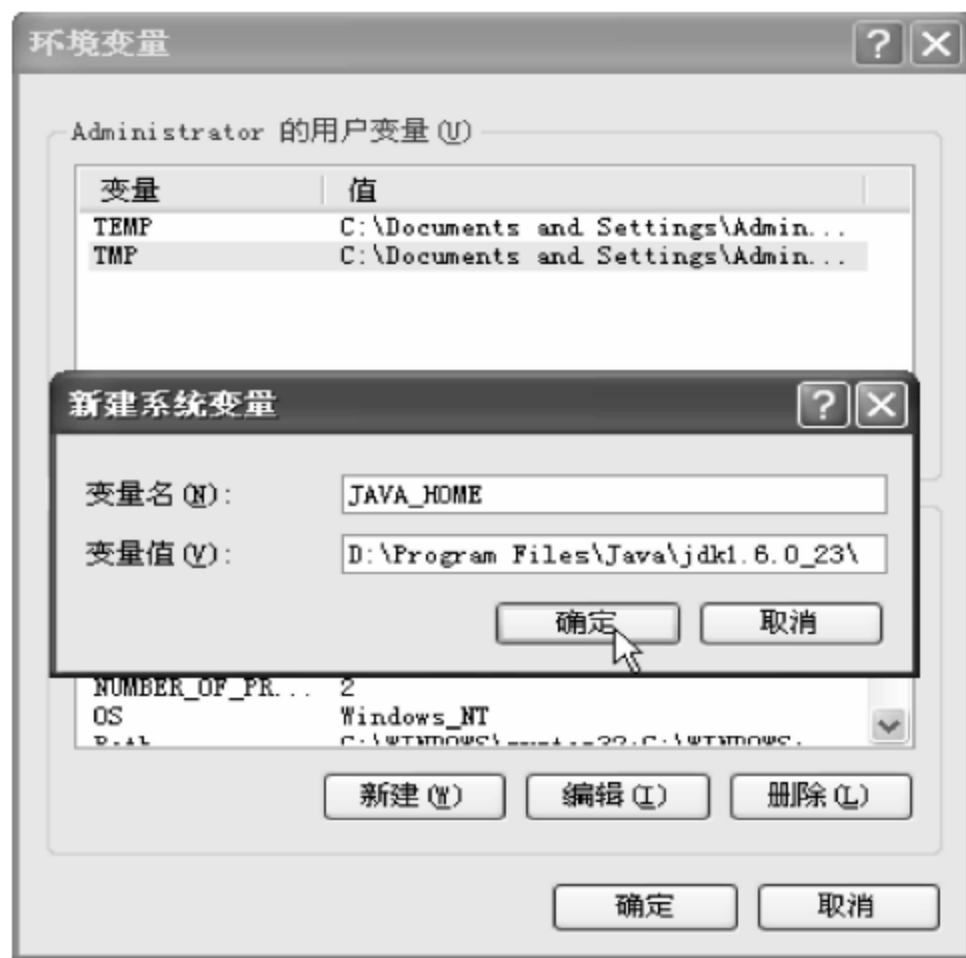 环境变量
Administrator 的用户变量(U)
变量 值
TEMP C:\Documents and Settings\Admin...
TMP C:\Documents and Settings\Admin...
新建系统变量
变量名(N): JAVA_HOME
变量值(V): D:\Program Files\Java\jdk1.6.0_23\
确定 取消
NUMBER_OF_PR... 2
OS Windows_NT
新建(W) 编辑(I) 删除(L)
确定 取消